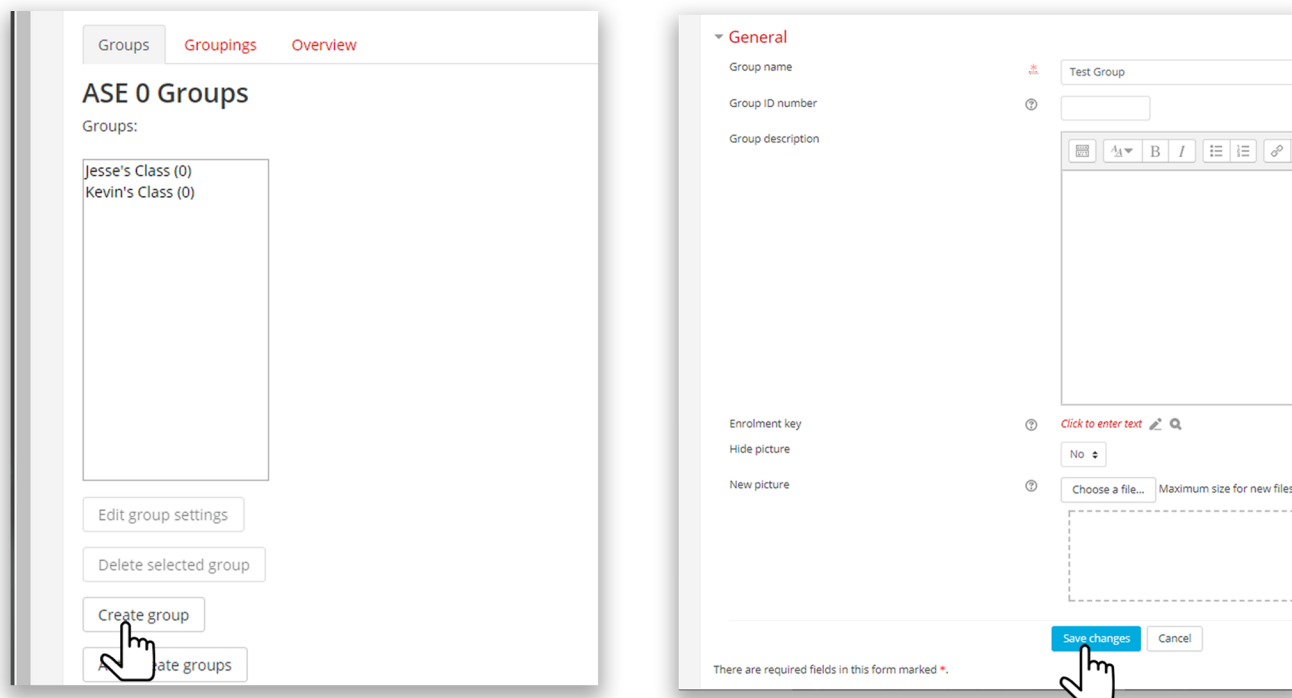 Groups Groupings Overview
ASE 0 Groups
Groups:
Jesse's Class (0)
Kevin's Class (0)
Edit group settings
Delete selected group
Create group
ate groups
General
Group name
Test Group
Group ID number
Group description
B I
Enrolment key
Click to enter text
Hide picture
No
New picture
Choose a file... Maximum size for new files
Save changes Cancel
There are required fields in this form marked *.